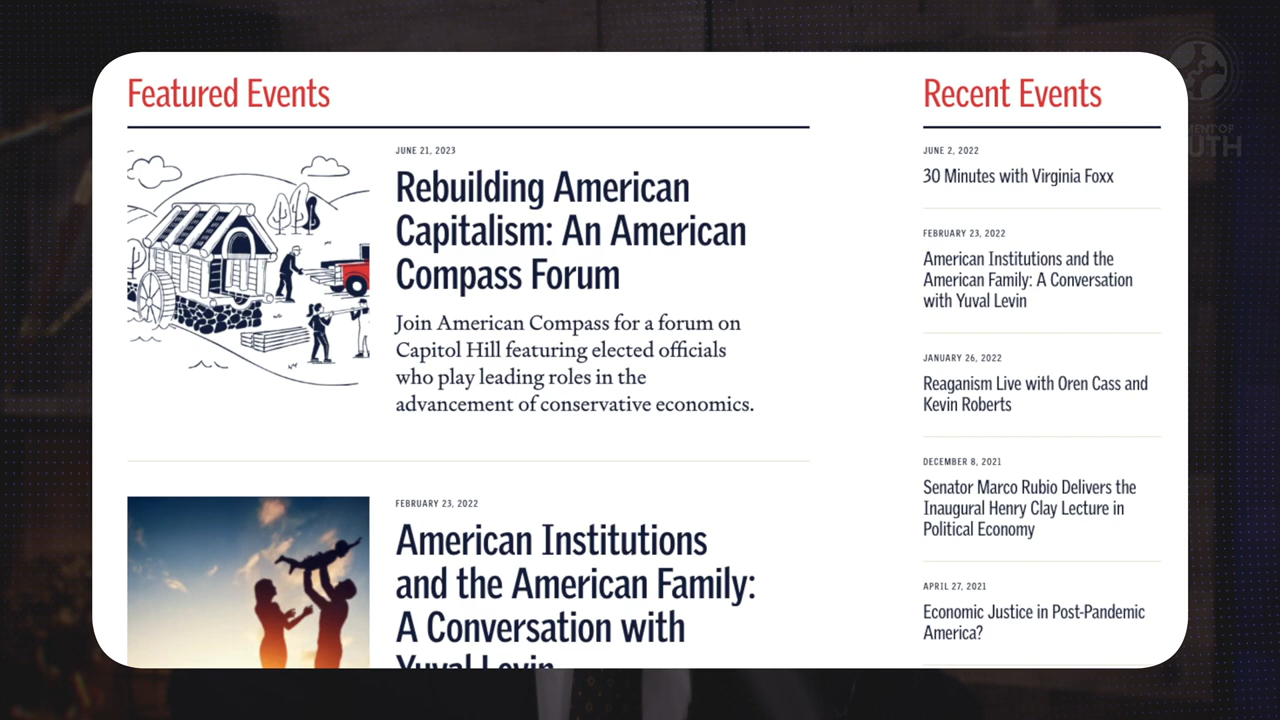 Featured Events
JUNE 21, 2023
Rebuilding American
Capitalism: An American
Compass Forum
Join American Compass for a forum on
Capitol Hill featuring elected officials
who play leading roles in the
advancement of conservative economics.
FEBRUARY 23, 2022
American Institutions
and the American Family:
A Conversation with
Yuval Levin
Recent Events
JUNE 2, 2022
30 Minutes with Virginia Foxx
FEBRUARY 23, 2022
American Institutions and the
American Family: A Conversation
with Yuval Levin
JANUARY 26, 2022
Reaganism Live with Oren Cass and
Kevin Roberts
DECEMBER 8, 2021
Senator Marco Rubio Delivers the
Inaugural Henry Clay Lecture in
Political Economy
APRIL 27, 2021
Economic Justice in Post-Pandemic
America?